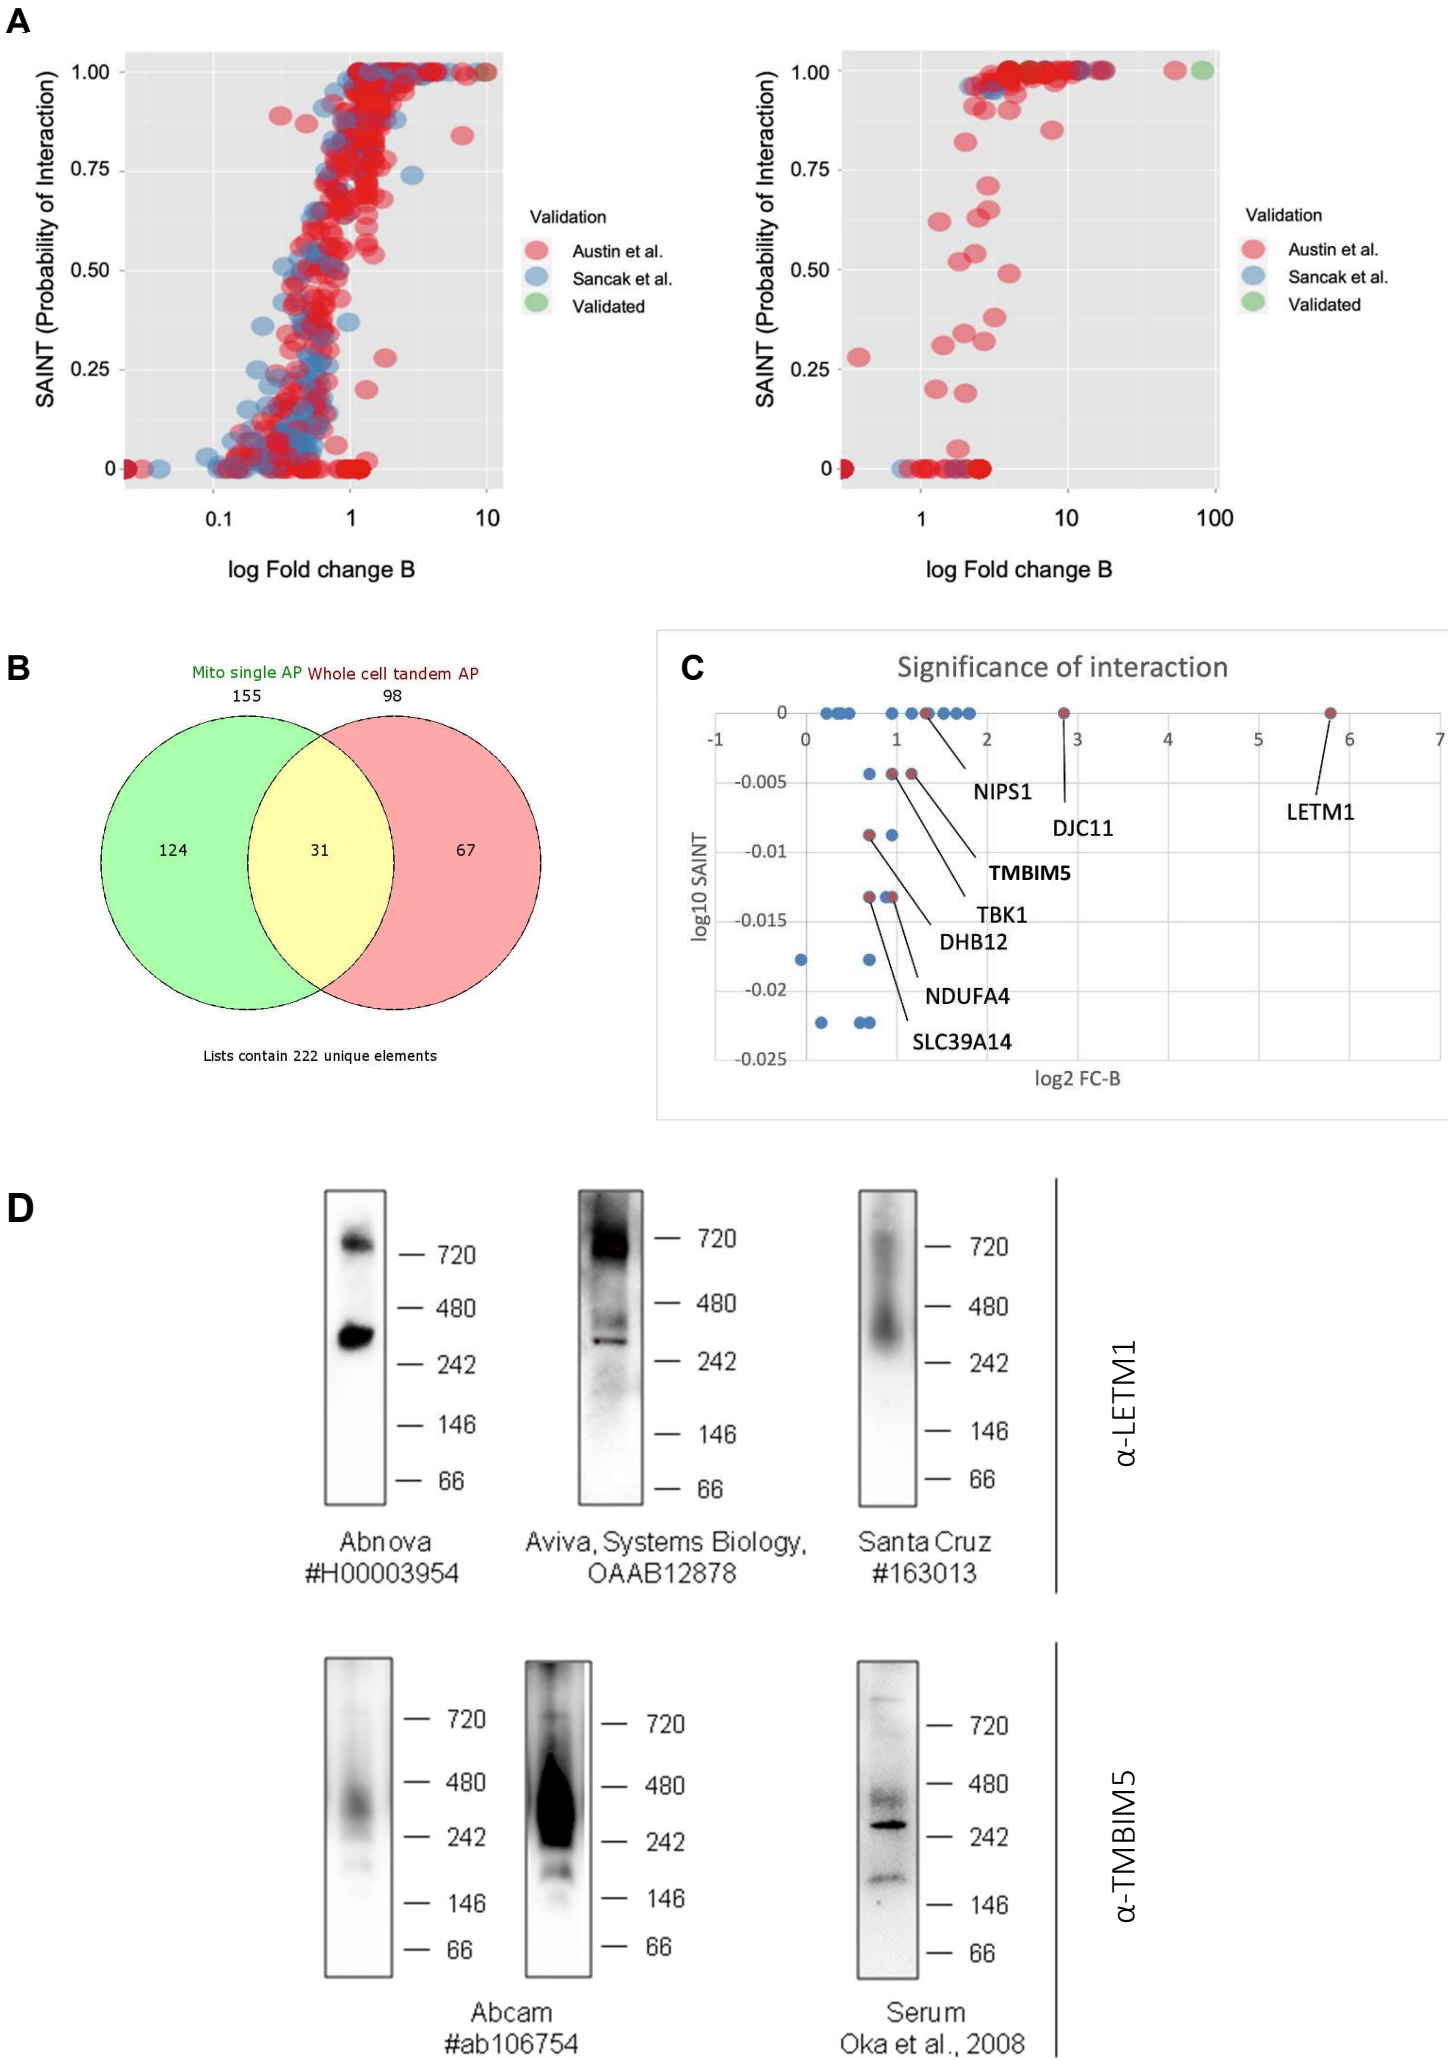 A
SAINT (Probability of Interaction)
1.00
0.75
0.50
0.25
0
0.1
1
10
log Fold change B
Validation
Austin et al.
Sancak et al.
Validated
SAINT (Probability of Interaction)
1.00
0.75
0.50
0.25
0
1
10
100
log Fold change B
Validation
Austin et al.
Sancak et al.
Validated
B
Mito single AP Whole cell tandem AP
155
98
124
31
67
Lists contain 222 unique elements
C
Significance of interaction
0
-0.005
-0.01
-0.015
-0.02
-0.025
-1
0
1
2
3
4
5
6
7
log10 SAINT
log2 FC-B
NIPS1
DJC11
LETM1
TMBIM5
TBK1
DHB12
NDUFA4
SLC39A14
D
720
480
242
146
66
Abnova
#H00003954
720
480
242
146
66
Aviva, Systems Biology,
OAAB12878
720
480
242
146
66
Santa Cruz
#163013
α-LETM1
720
480
242
146
66
720
480
242
146
66
Abcam
#ab106754
720
480
242
146
66
Serum
Oka et al., 2008
α-TMBIM5